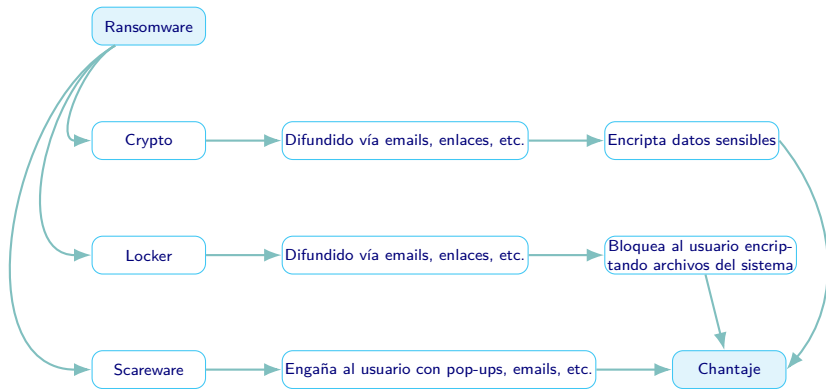 Ransomware
Crypto
Difundido vía emails, enlaces, etc.
Encripta datos sensibles
Locker
Difundido vía emails, enlaces, etc.
Bloquea al usuario encrip-
tando archivos del sistema
Scareware
Engaña al usuario con pop-ups, emails, etc.
Chantaje